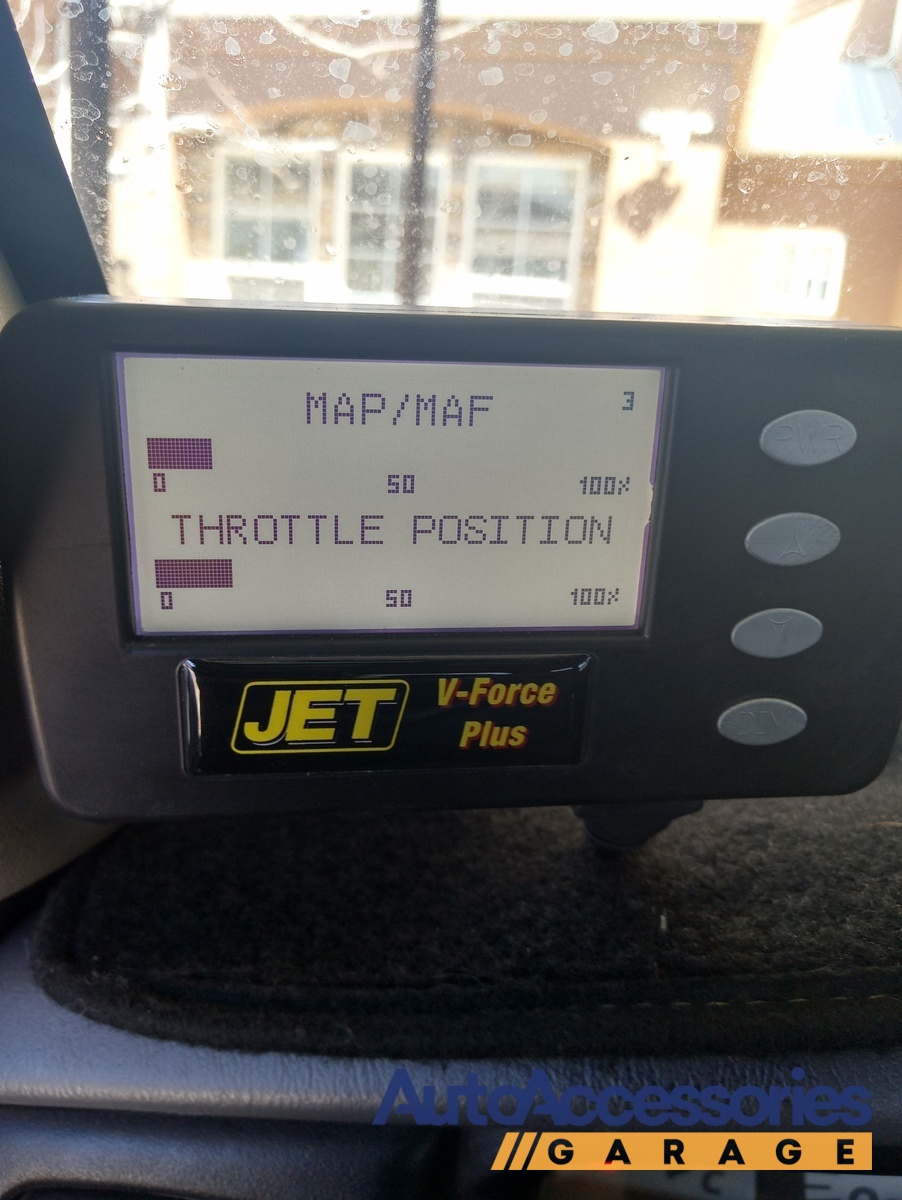 MAP/MAF 3
0 50 100%
THROTTLE POSITION
0 50 100%
PWR
JET V-Force
Plus
AutoAccessories
GARAGE